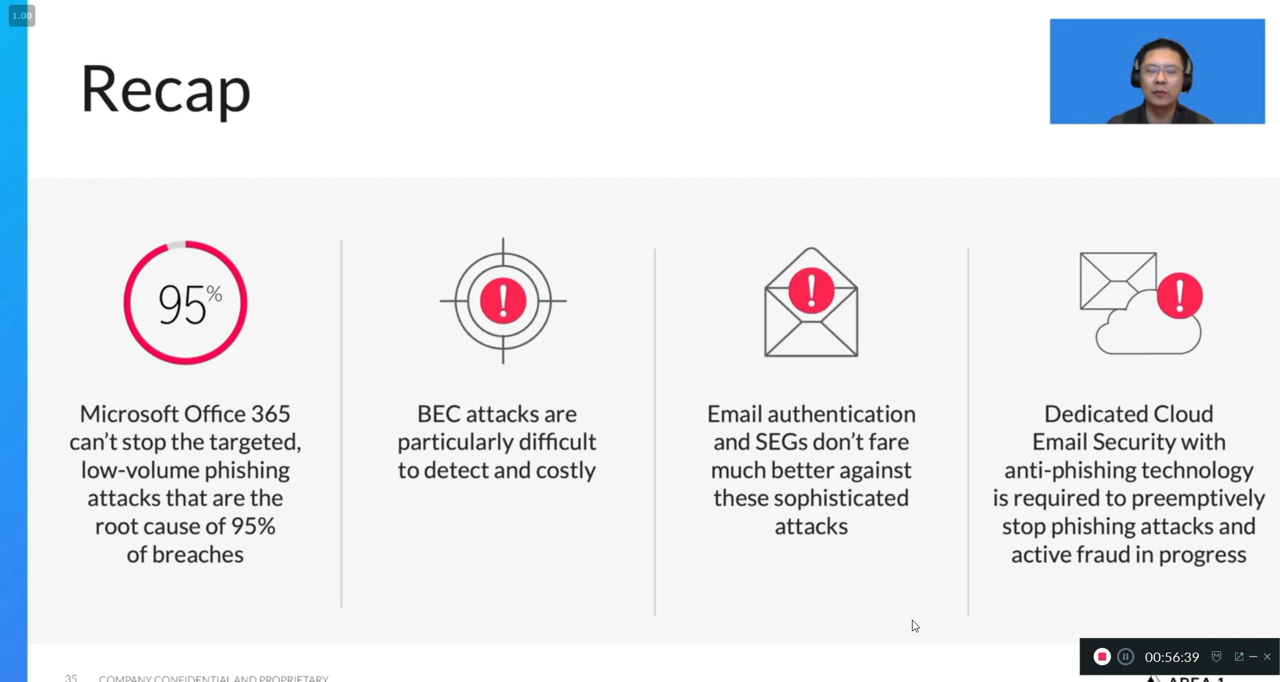 1.00
Recap
95%
Microsoft Office 365
can't stop the targeted,
low-volume phishing
attacks that are the
root cause of 95%
of breaches
BEC attacks are
particularly difficult
to detect and costly
Email authentication
and SEGs don't fare
much better against
these sophisticated
attacks
Dedicated Cloud
Email Security with
anti-phishing technology
is required to preemptively
stop phishing attacks and
active fraud in progress
00:56:39
35 COMPANY CONFIDENTIAL AND PROPRIETARY
AREA 1